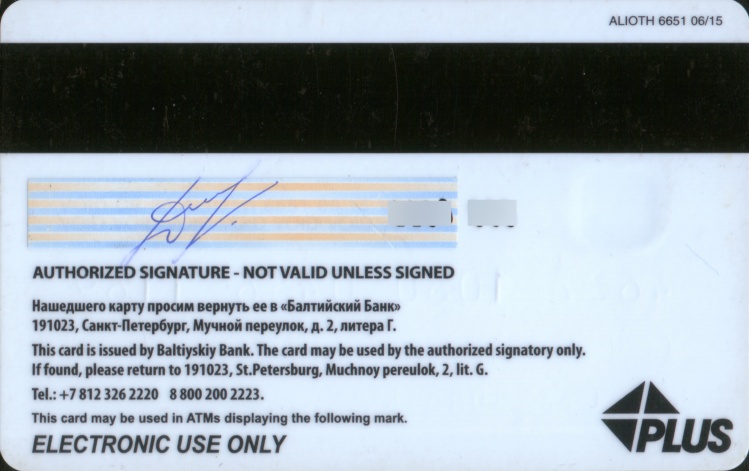 ALIOTH 6651 06/15
AUTHORIZED SIGNATURE - NOT VALID UNLESS SIGNED
Нашедшего карту просим вернуть ее в «Балтийский Банк»
191023, Санкт-Петербург, Мучной переулок, д. 2, литера Г.
This card is issued by Baltiyskiy Bank. The card may be used by the authorized signatory only.
If found, please return to 191023, St.Petersburg, Muchnoy pereulok, 2, lit. G.
Tel.: +7 812 326 2220 8 800 200 2223.
This card may be used in ATMs displaying the following mark.
ELECTRONIC USE ONLY
PLUS